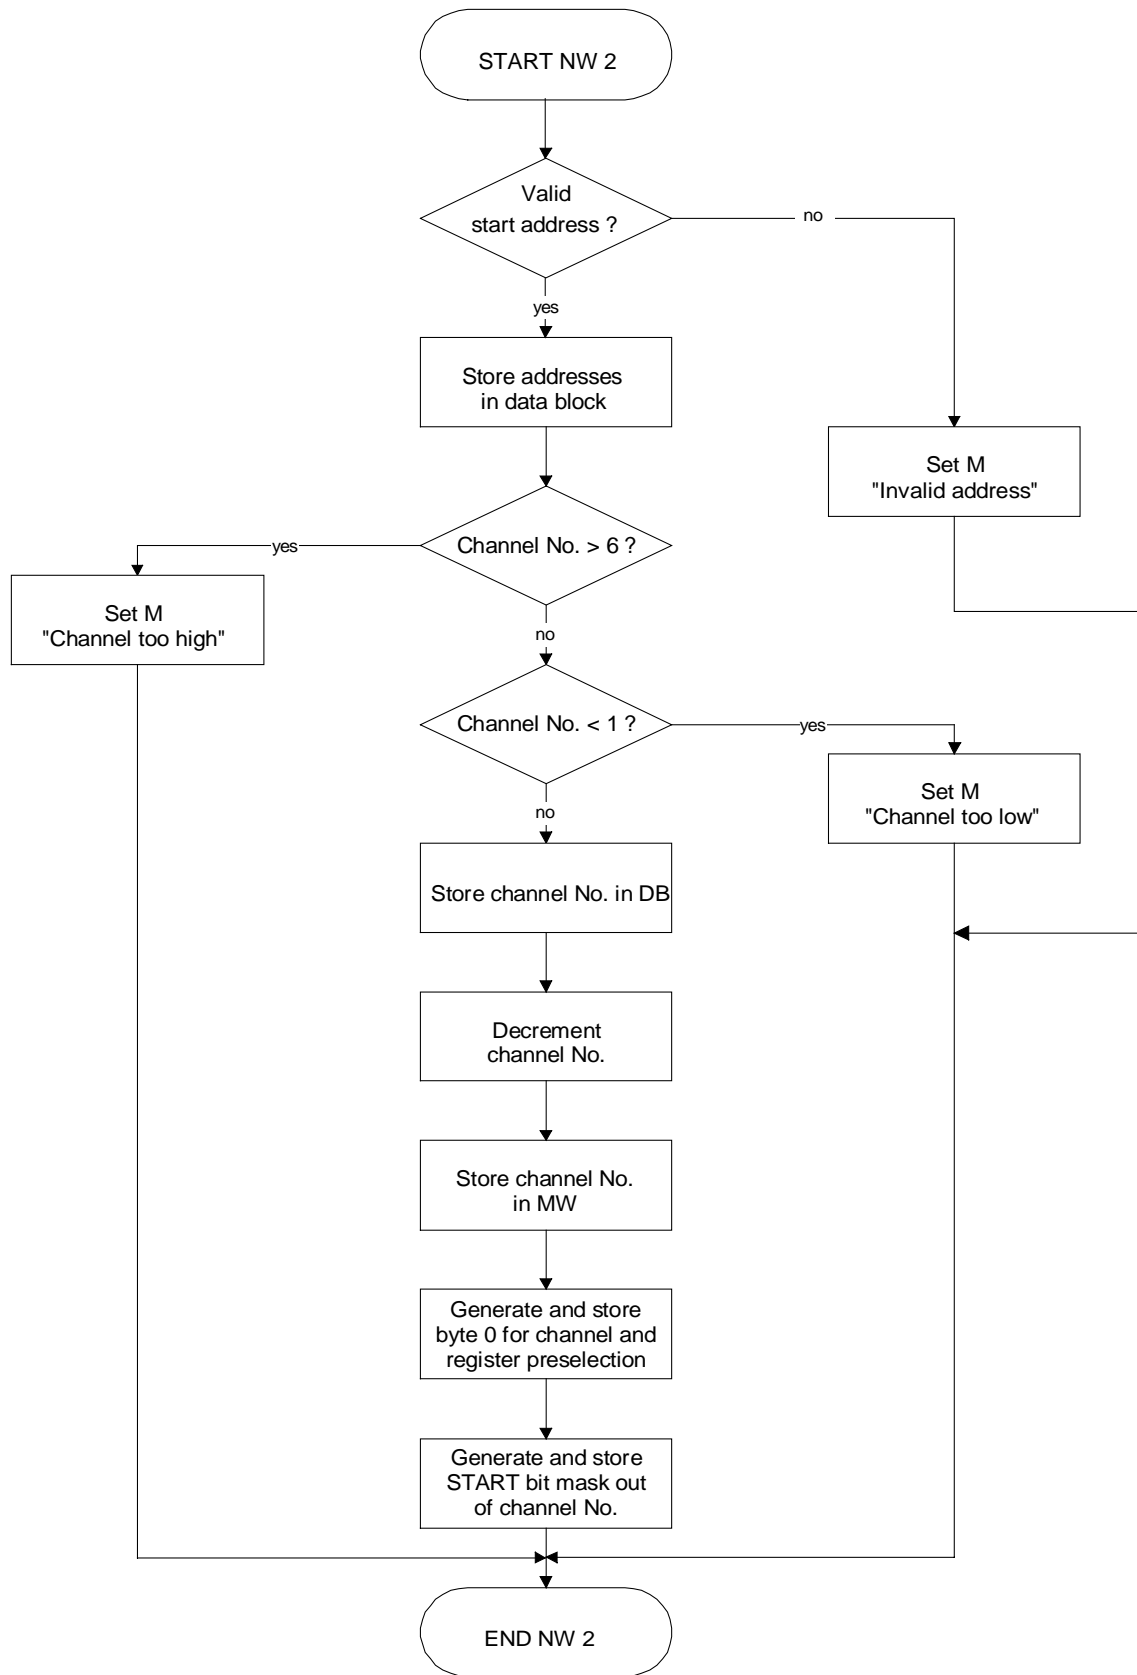 START NW 2
Valid
start address ?
no
yes
Store addresses
in data block
Set M
"Invalid address"
Channel No. > 6 ?
yes
Set M
"Channel too high"
no
Channel No. < 1 ?
yes
Set M
"Channel too low"
no
Store channel No. in DB
Decrement
channel No.
Store channel No.
in MW
Generate and store
byte 0 for channel and
register preselection
Generate and store
START bit mask out
of channel No.
END NW 2